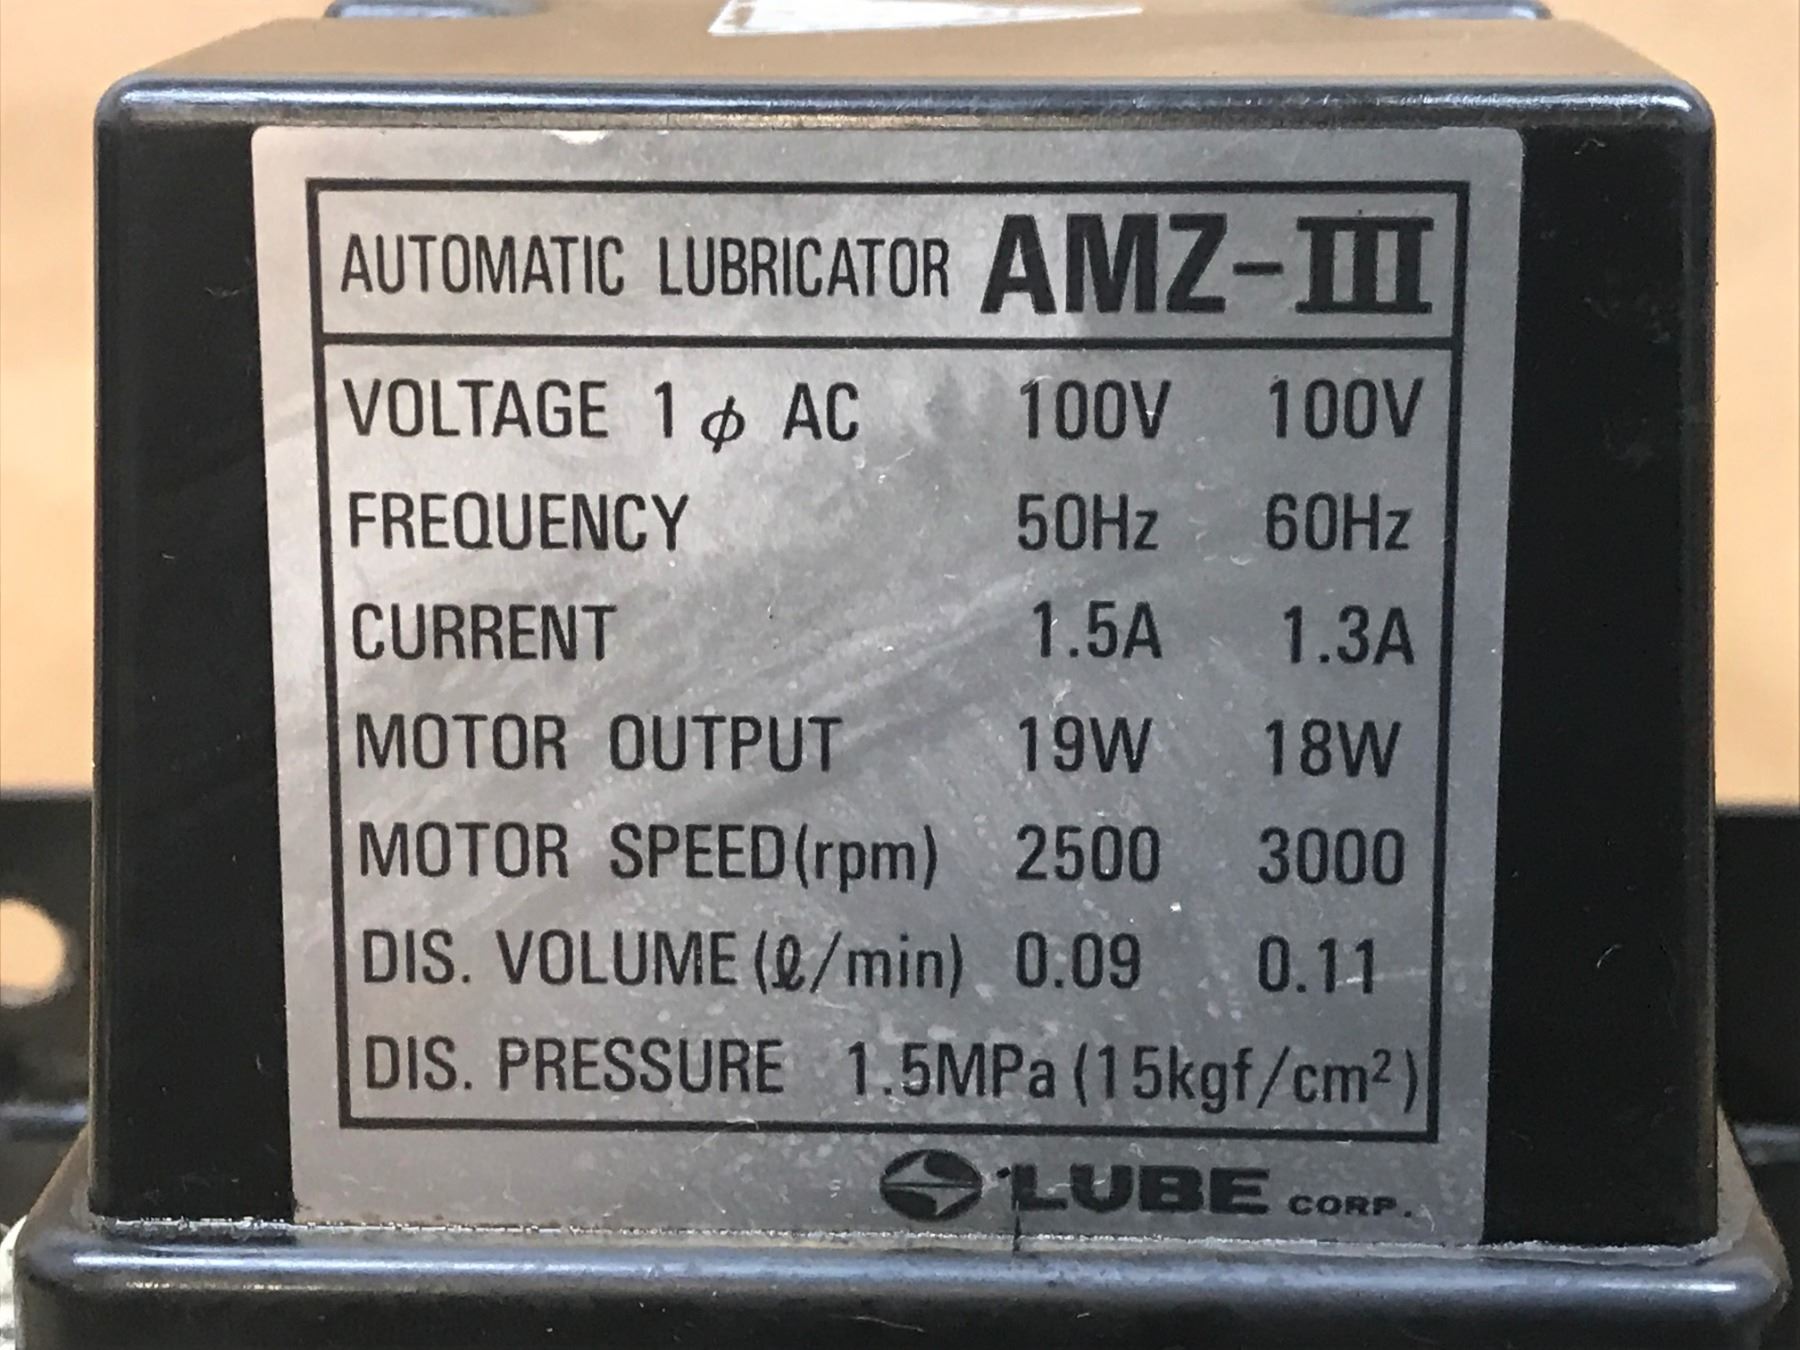 AUTOMATIC LUBRICATOR AMZ-III
VOLTAGE 1ϕ AC 100V 100V
FREQUENCY 50Hz 60Hz
CURRENT 1.5A 1.3A
MOTOR OUTPUT 19W 18W
MOTOR SPEED(rpm) 2500 3000
DIS. VOLUME(ℓ/min) 0.09 0.11
DIS. PRESSURE 1.5MPa(15kgf/cm²)
LUBE CORP.